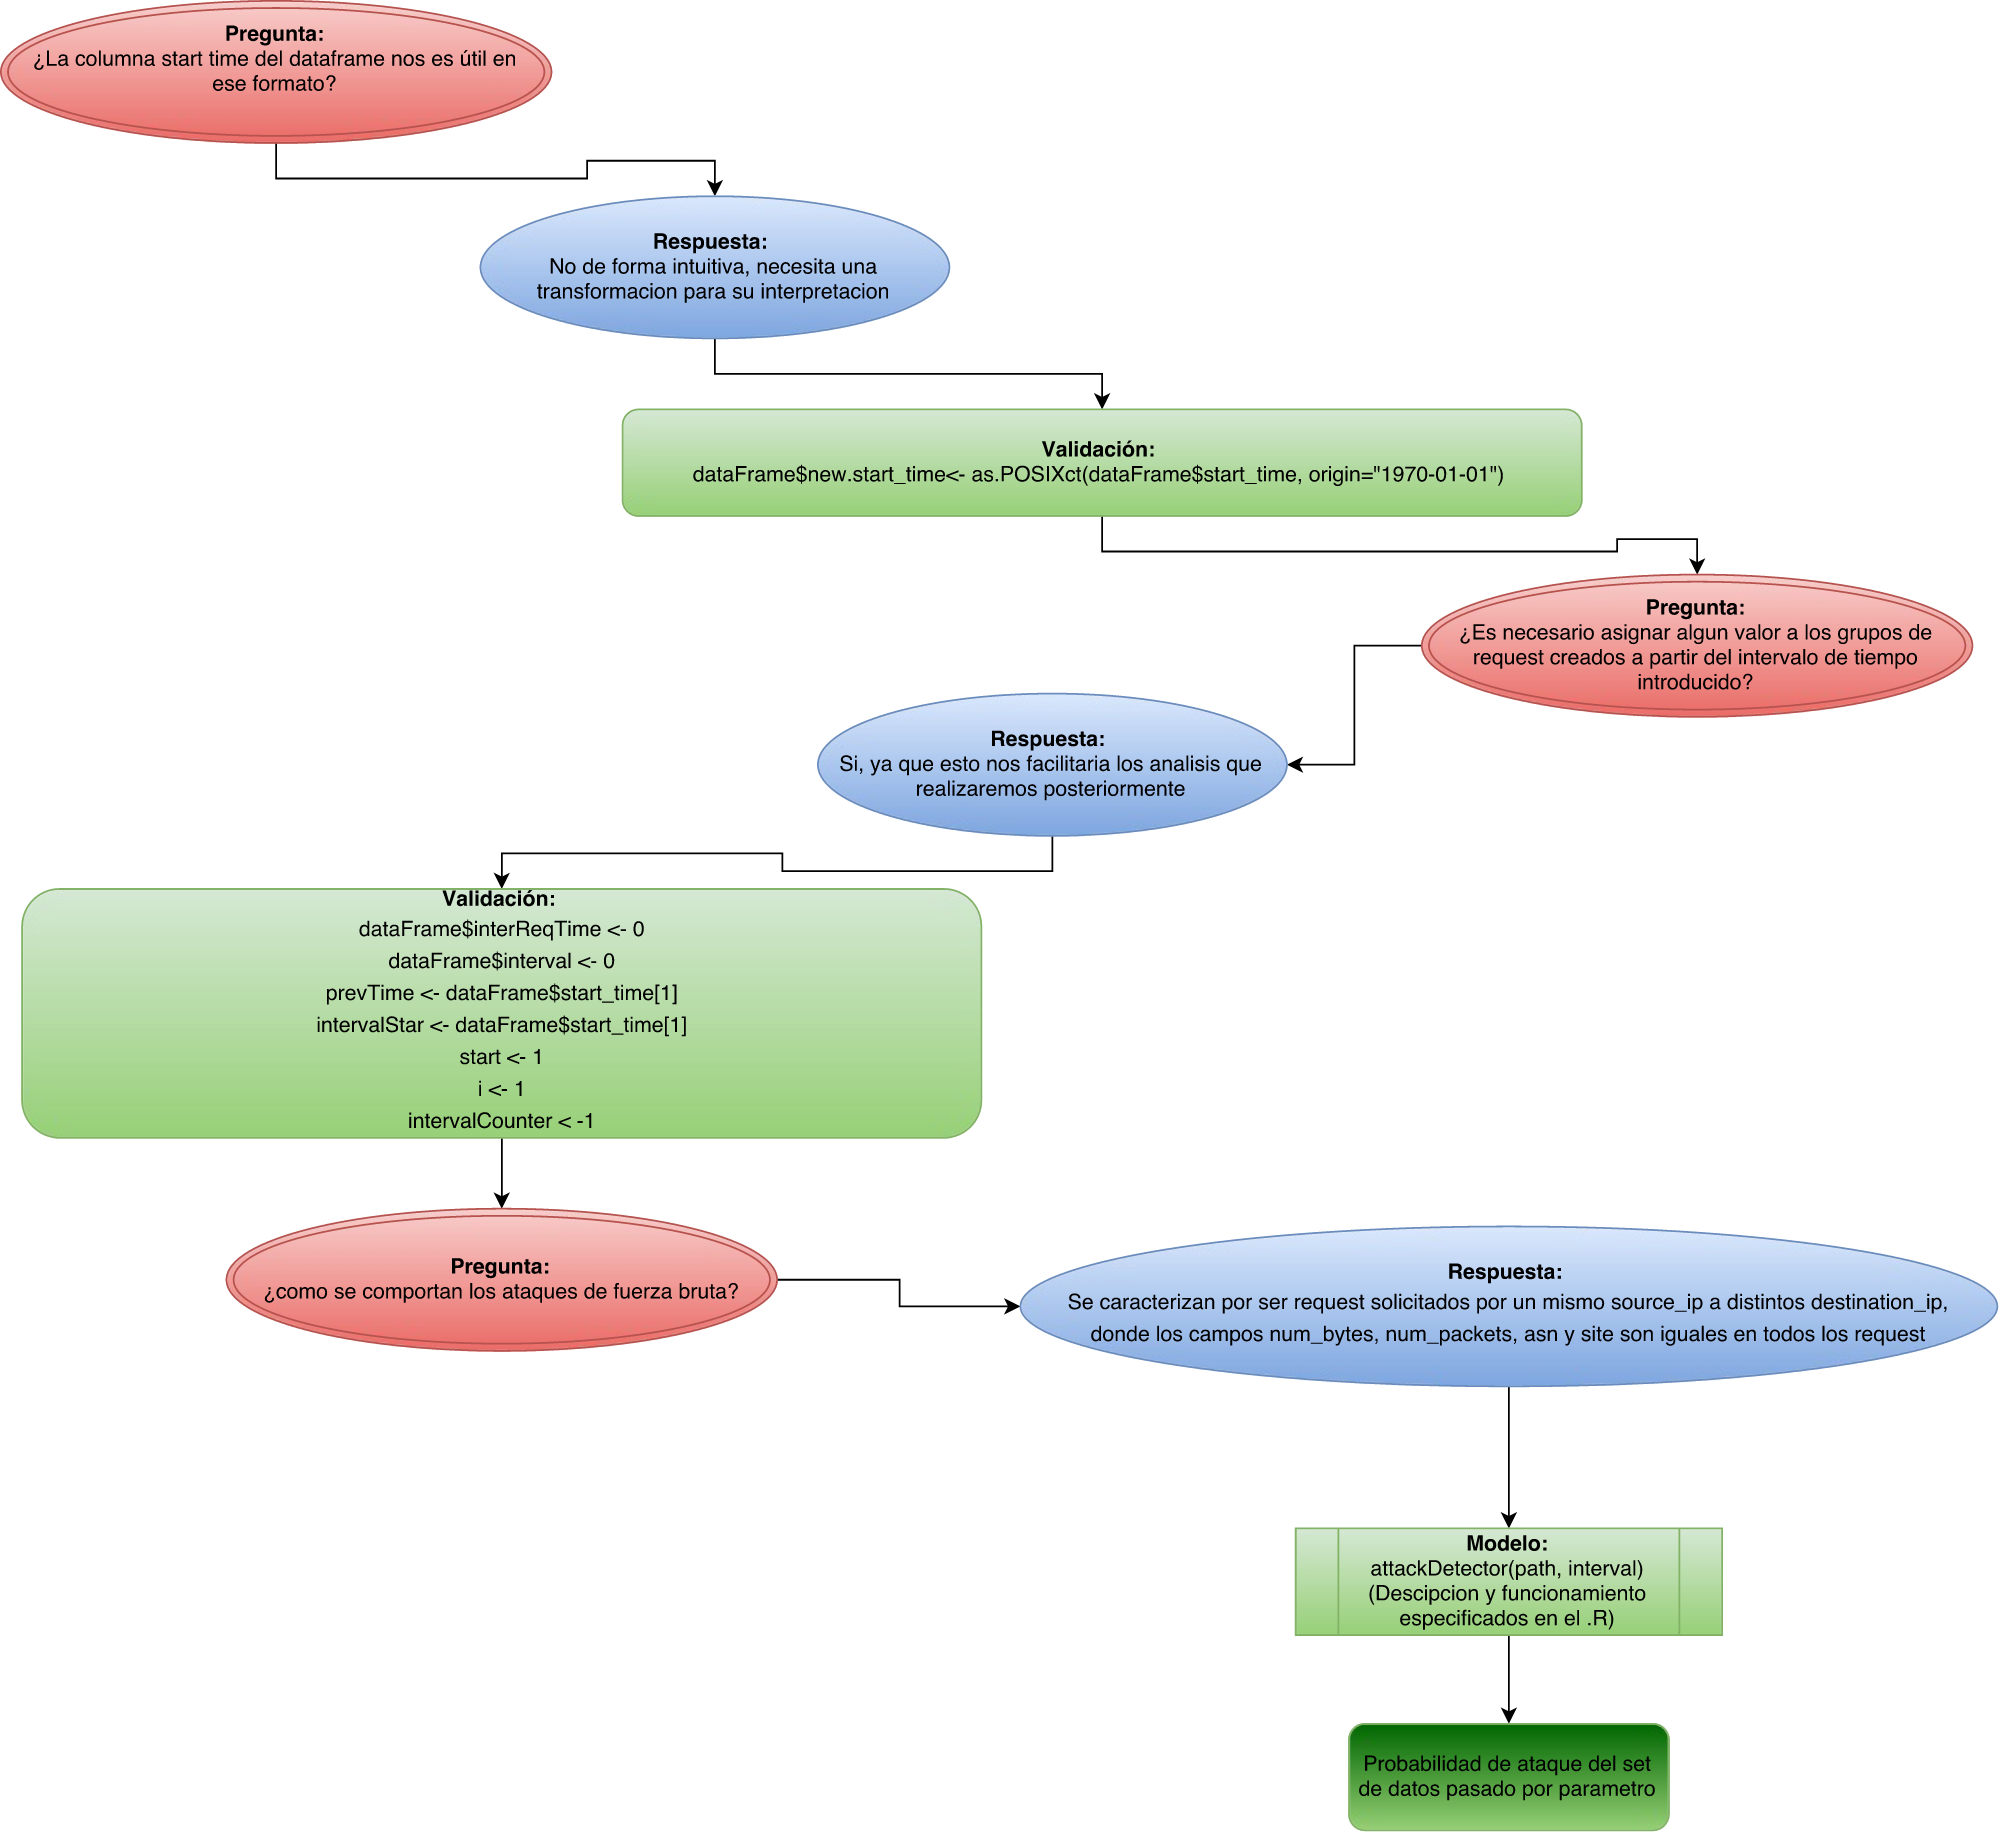 Pregunta:
¿La columna start time del dataframe nos es útil en
ese formato?
Respuesta:
No de forma intuitiva, necesita una
transformacion para su interpretacion
Validación:
dataFrame$new.start_time<- as.POSIXct(dataFrame$start_time, origin="1970-01-01")
Pregunta:
¿Es necesario asignar algun valor a los grupos de
request creados a partir del intervalo de tiempo
introducido?
Respuesta:
Si, ya que esto nos facilitaria los analisis que
realizaremos posteriormente
Validación:
dataFrame$interReqTime <- 0
dataFrame$interval <- 0
prevTime <- dataFrame$start_time[1]
intervalStar <- dataFrame$start_time[1]
start <- 1
i <- 1
intervalCounter < -1
Pregunta:
¿como se comportan los ataques de fuerza bruta?
Respuesta:
Se caracterizan por ser request solicitados por un mismo source_ip a distintos destination_ip,
donde los campos num_bytes, num_packets, asn y site son iguales en todos los request
Modelo:
attackDetector(path, interval)
(Descipcion y funcionamiento
especificados en el .R)
Probabilidad de ataque del set
de datos pasado por parametro